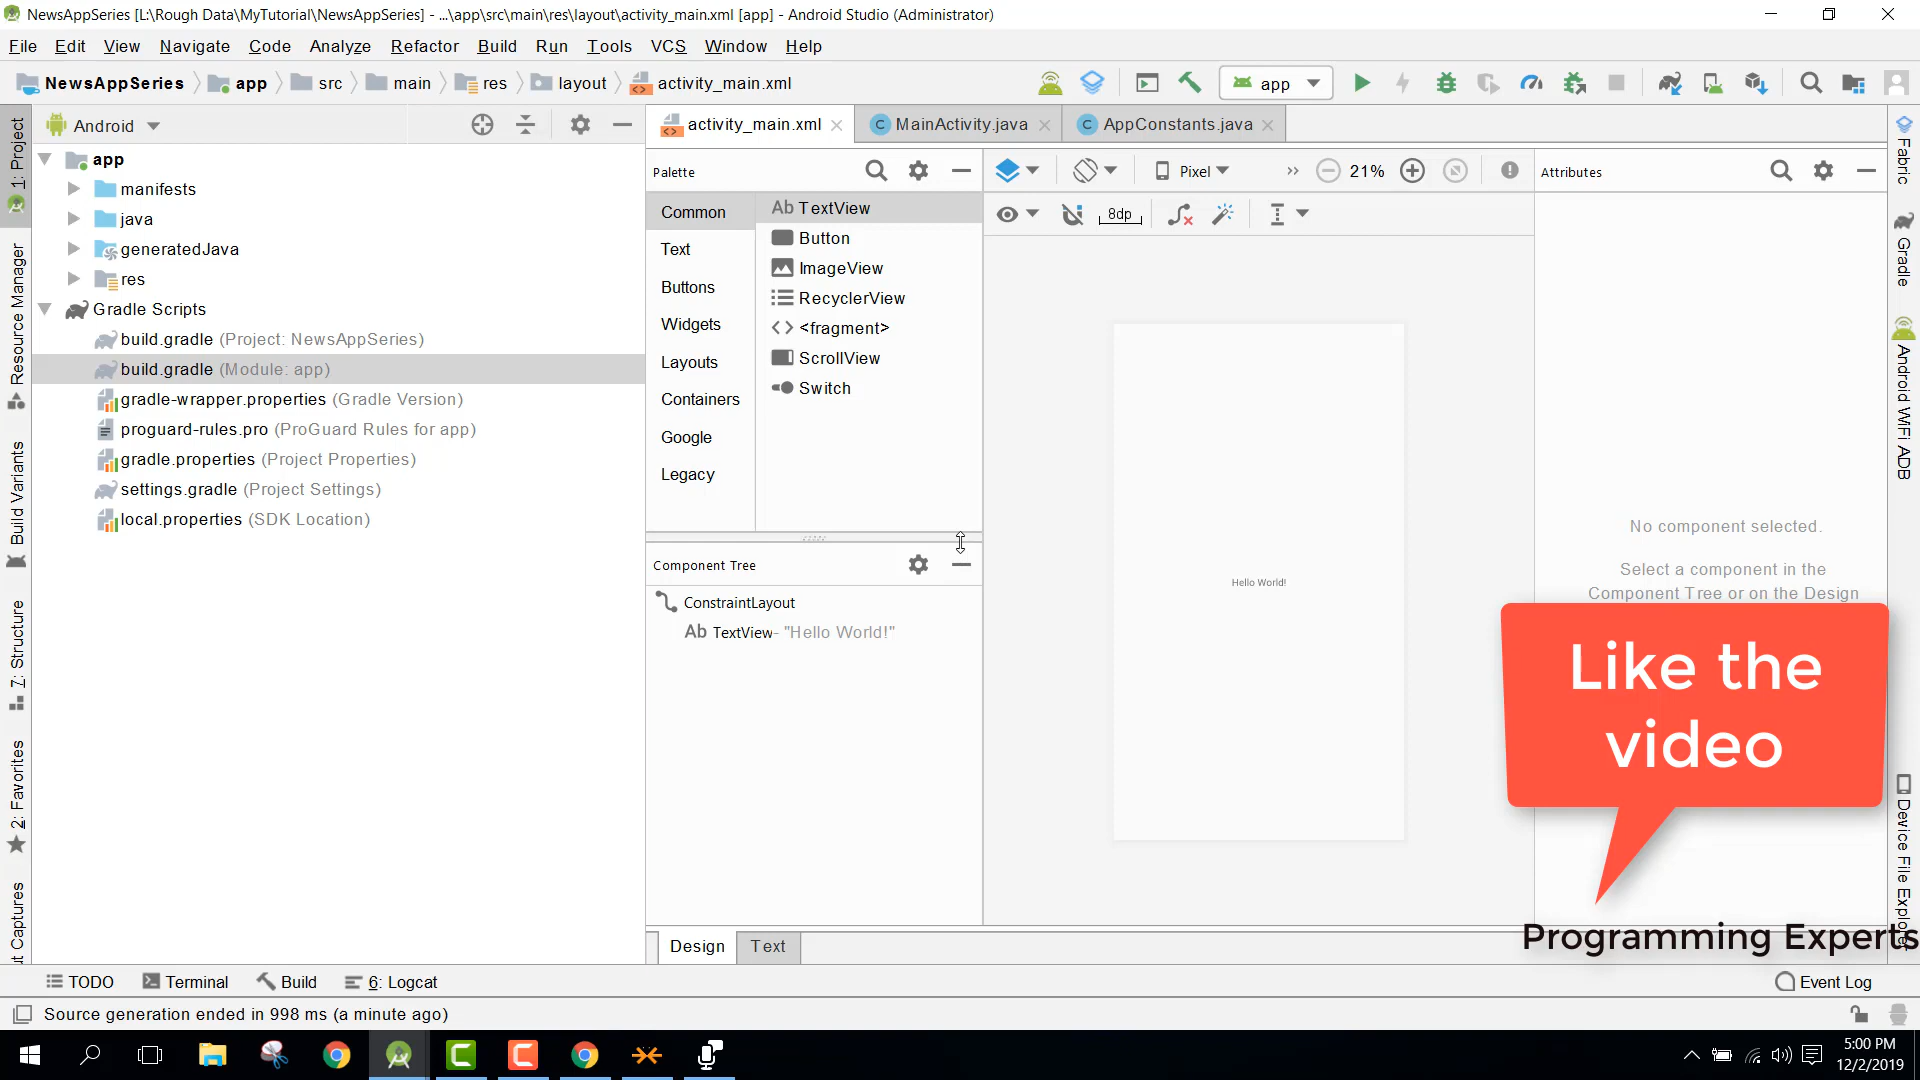 NewsAppSeries [L:\Rough Data\MyTutorial\NewsAppSeries] - ...\app\src\main\res\layout\activity_main.xml [app] - Android Studio (Administrator)
File Edit View Navigate Code Analyze Refactor Build Run Tools VCS Window Help
NewsAppSeries app src main res layout activity_main.xml app
1: Project
Resource Manager
Build Variants
7: Structure
2: Favorites
ut Captures
Android
app
manifests
java
generatedJava
res
Gradle Scripts
build.gradle (Project: NewsAppSeries)
build.gradle (Module: app)
gradle-wrapper.properties (Gradle Version)
proguard-rules.pro (ProGuard Rules for app)
gradle.properties (Project Properties)
settings.gradle (Project Settings)
local.properties (SDK Location)
activity_main.xml MainActivity.java AppConstants.java
Palette
Common
Text
Buttons
Widgets
Layouts
Containers
Google
Legacy
Ab TextView
Button
ImageView
RecyclerView
<fragment>
ScrollView
Switch
Component Tree
ConstraintLayout
Ab TextView- "Hello World!"
Pixel 21%
8dp
Hello World!
Attributes
No component selected.
Select a component in the
Component Tree or on the Design
Like the
video
Programming Experts
Fabric
Gradle
Android WiFi ADB
Device File Explorer
Design Text
TODO Terminal Build 6: Logcat Event Log
Source generation ended in 998 ms (a minute ago)
5:00 PM
12/2/2019